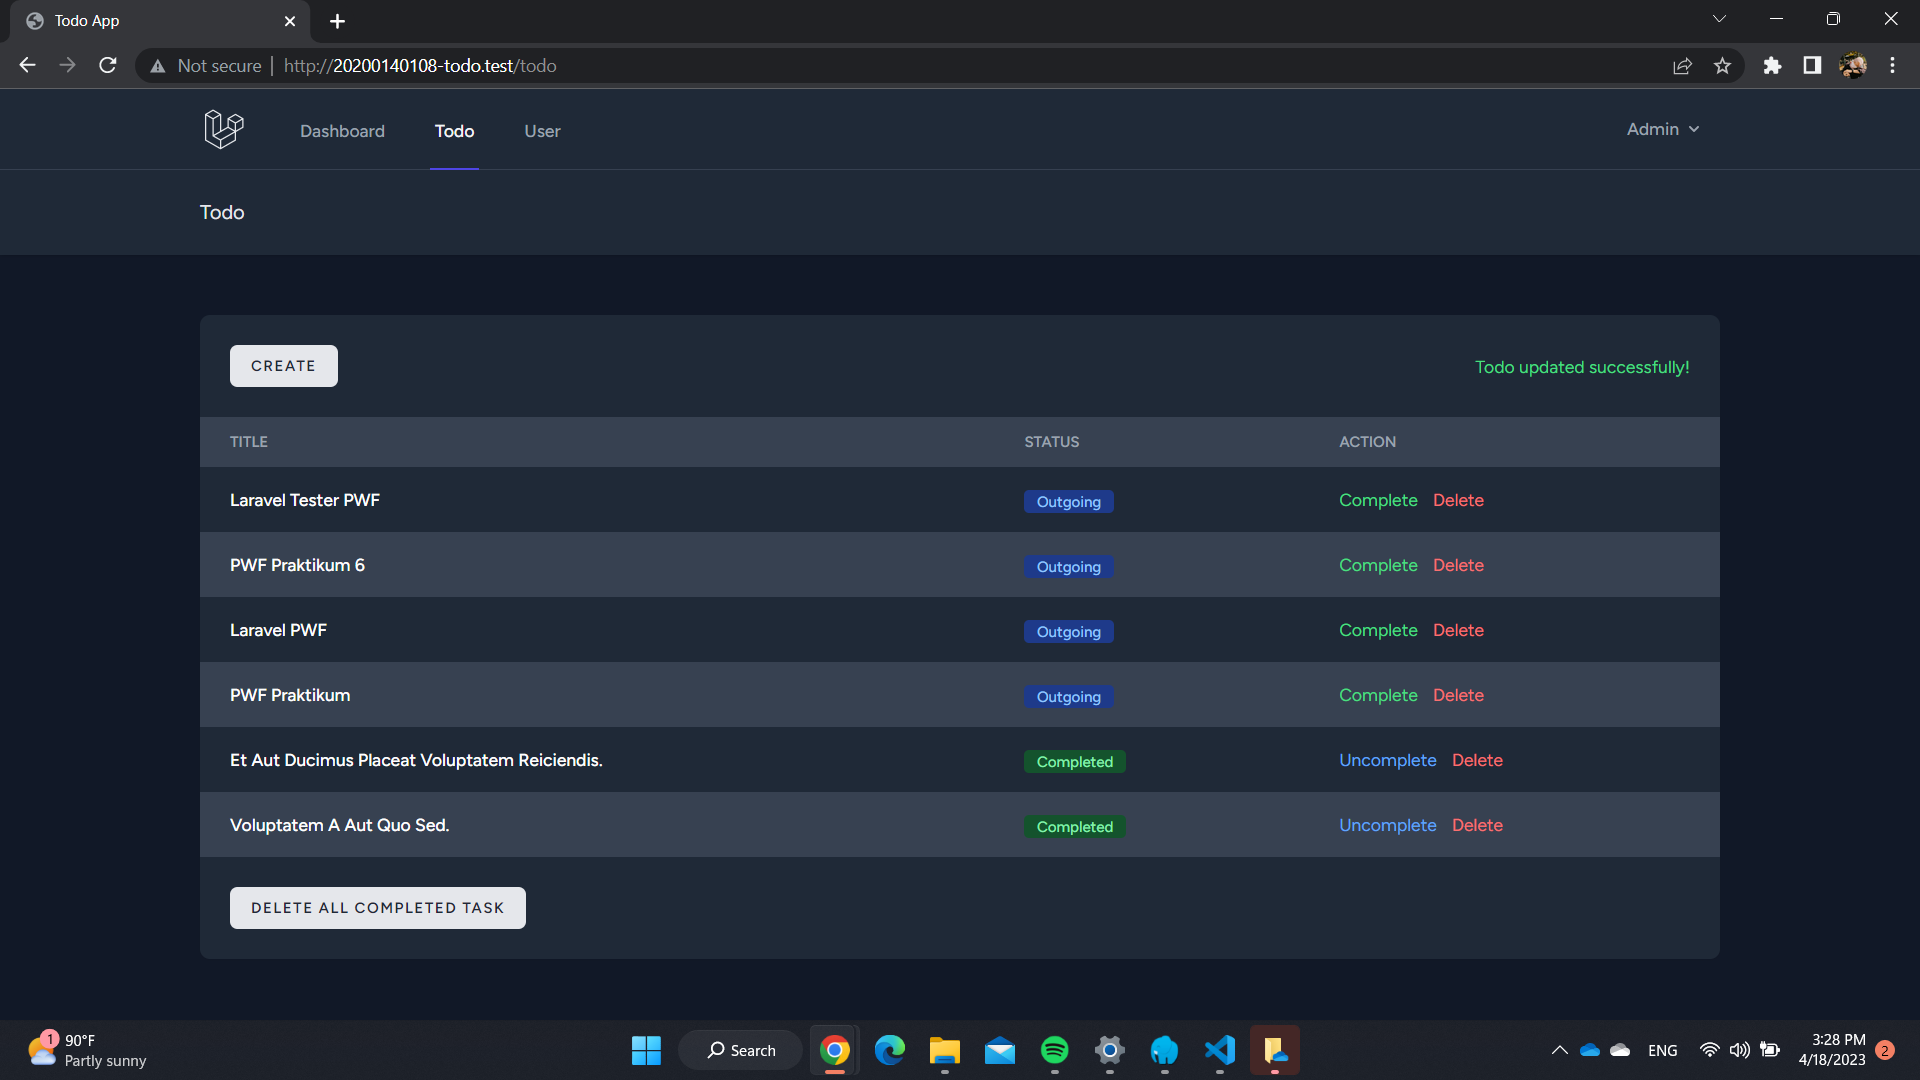 Todo App
Not secure | http://20200140108-todo.test/todo
Dashboard Todo User Admin
Todo
CREATE Todo updated successfully!
TITLE STATUS ACTION
Laravel Tester PWF Outgoing Complete Delete
PWF Praktikum 6 Outgoing Complete Delete
Laravel PWF Outgoing Complete Delete
PWF Praktikum Outgoing Complete Delete
Et Aut Ducimus Placeat Voluptatem Reiciendis. Completed Uncomplete Delete
Voluptatem A Aut Quo Sed. Completed Uncomplete Delete
DELETE ALL COMPLETED TASK
1 90°F
Partly sunny
Search
ENG
3:28 PM
4/18/2023 2